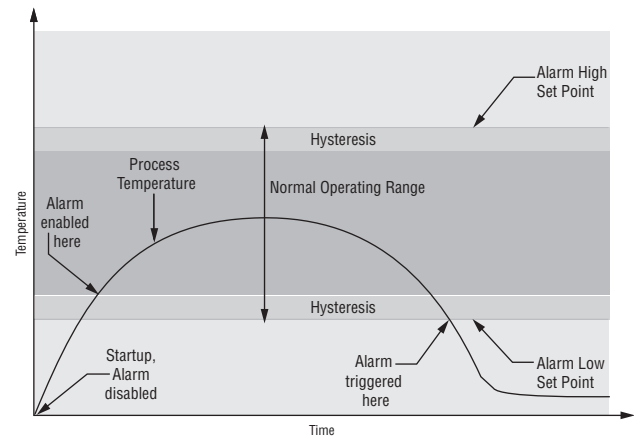 Alarm High
Set Point
Hysteresis
Process
Temperature
Normal Operating Range
Alarm
enabled
here
Temperature
Hysteresis
Startup,
Alarm
disabled
Alarm
triggered
here
Alarm Low
Set Point
Time